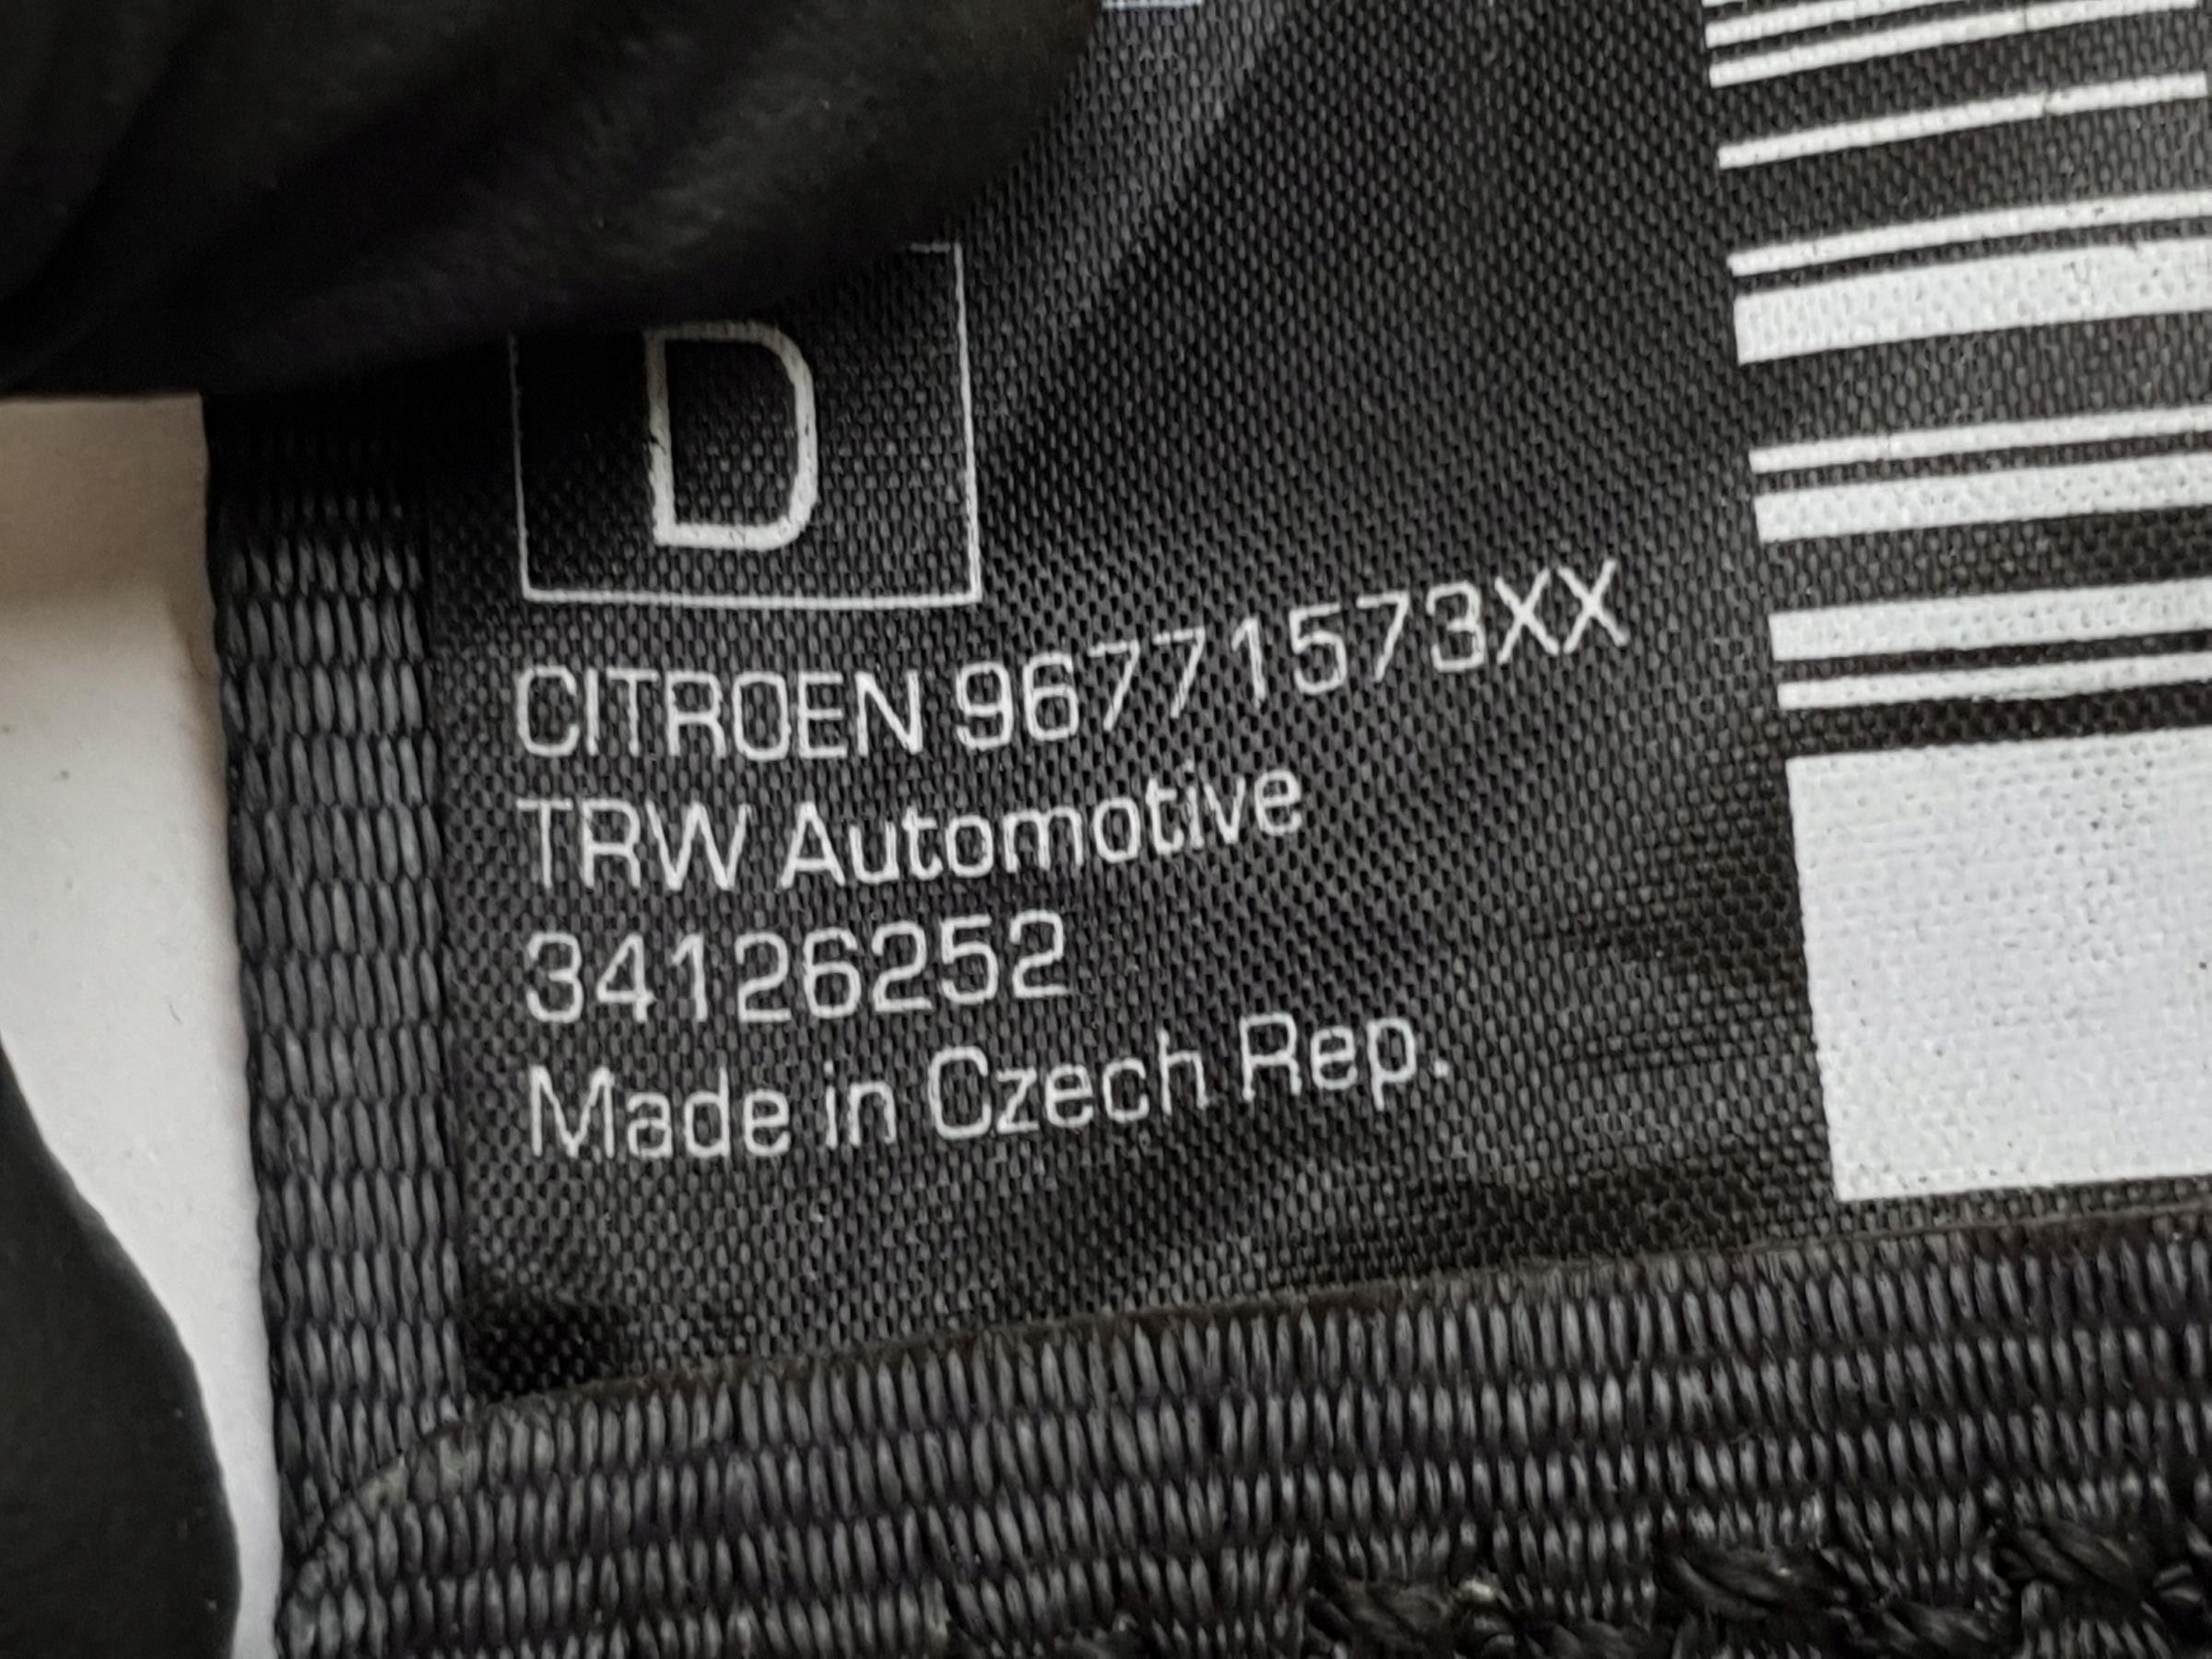 D
CITROEN 96771573XX
TRW Automotive
34126252
Made in Czech Rep.